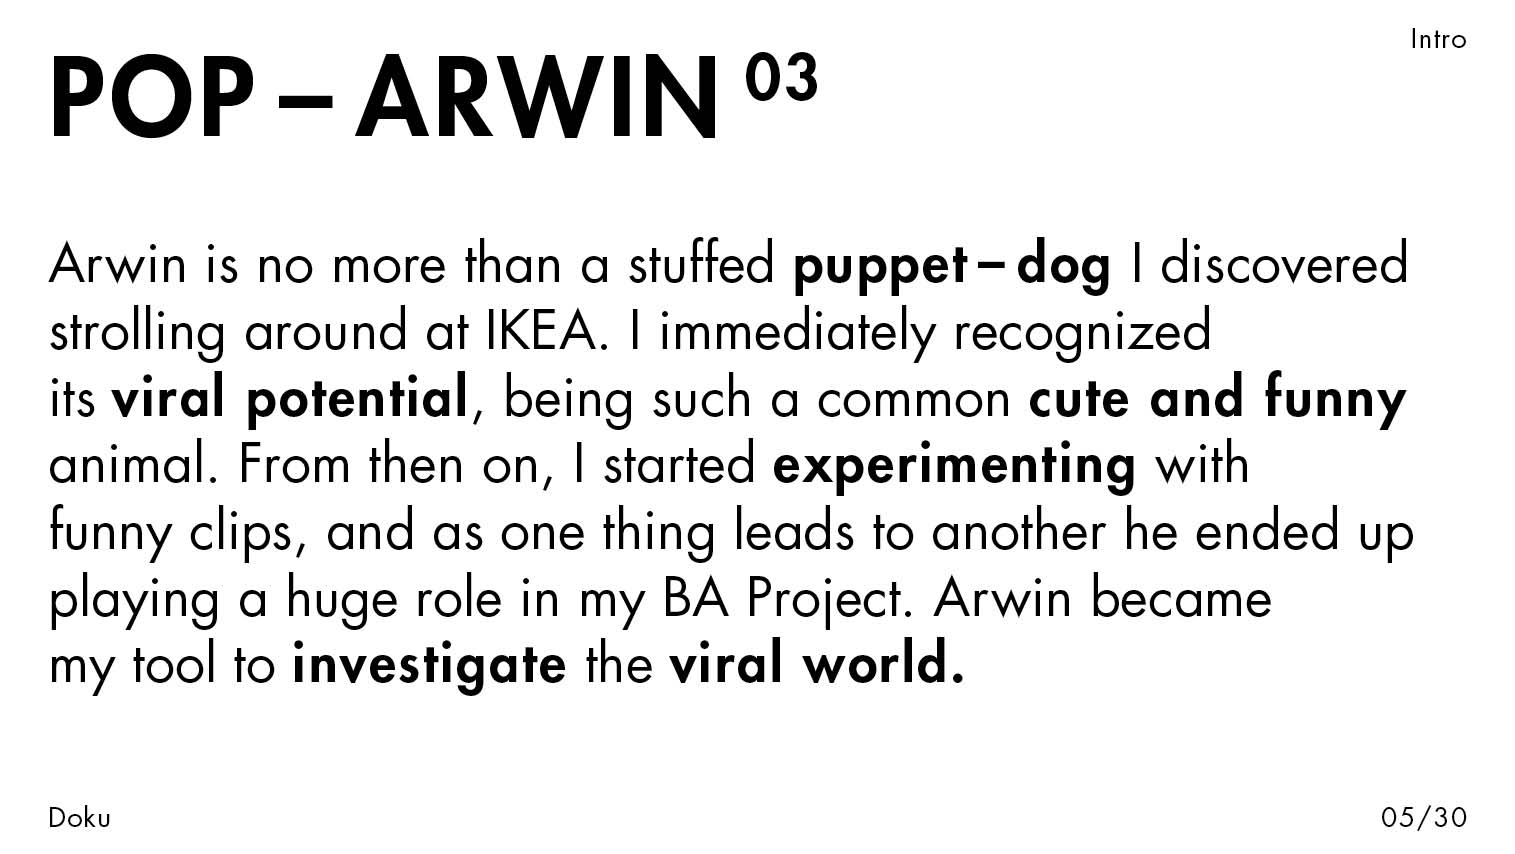 Intro
POP – ARWIN 03
Arwin is no more than a stuffed puppet – dog I discovered
strolling around at IKEA. I immediately recognized
its viral potential, being such a common cute and funny
animal. From then on, I started experimenting with
funny clips, and as one thing leads to another he ended up
playing a huge role in my BA Project. Arwin became
my tool to investigate the viral world.
Doku
05/30